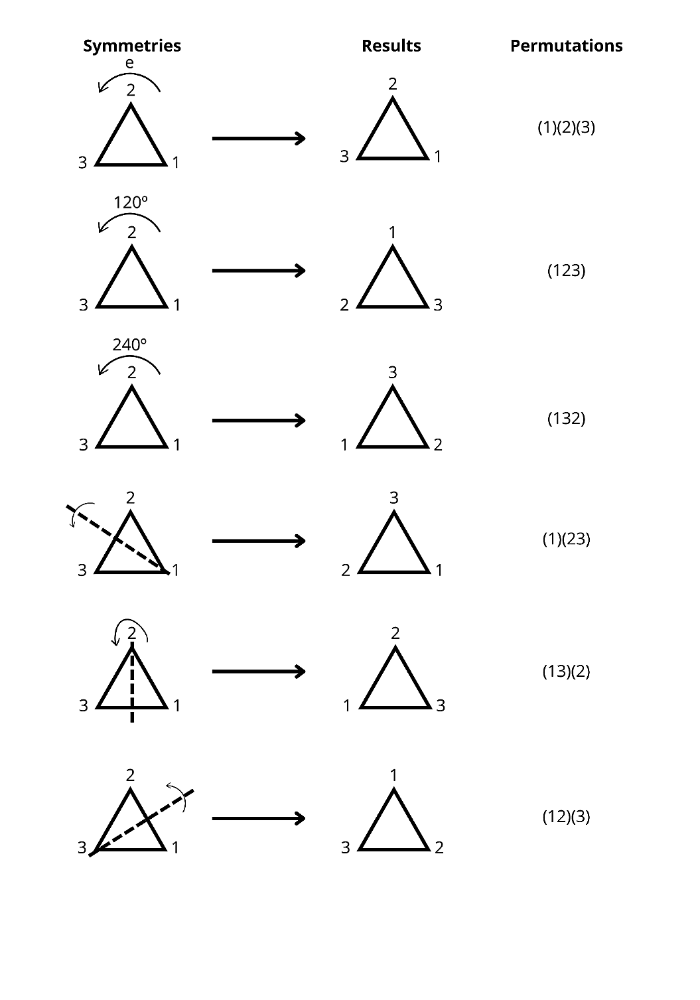 Symmetries Results Permutations
e
2 2
(1)(2)(3)
3 1 3 1
120º
2 1
(123)
3 1 2 3
240º
2 3
(132)
3 1 1 2
2 3
(1)(23)
3 1 2 1
2 2
(13)(2)
3 1 1 3
2 1
(12)(3)
3 1 3 2